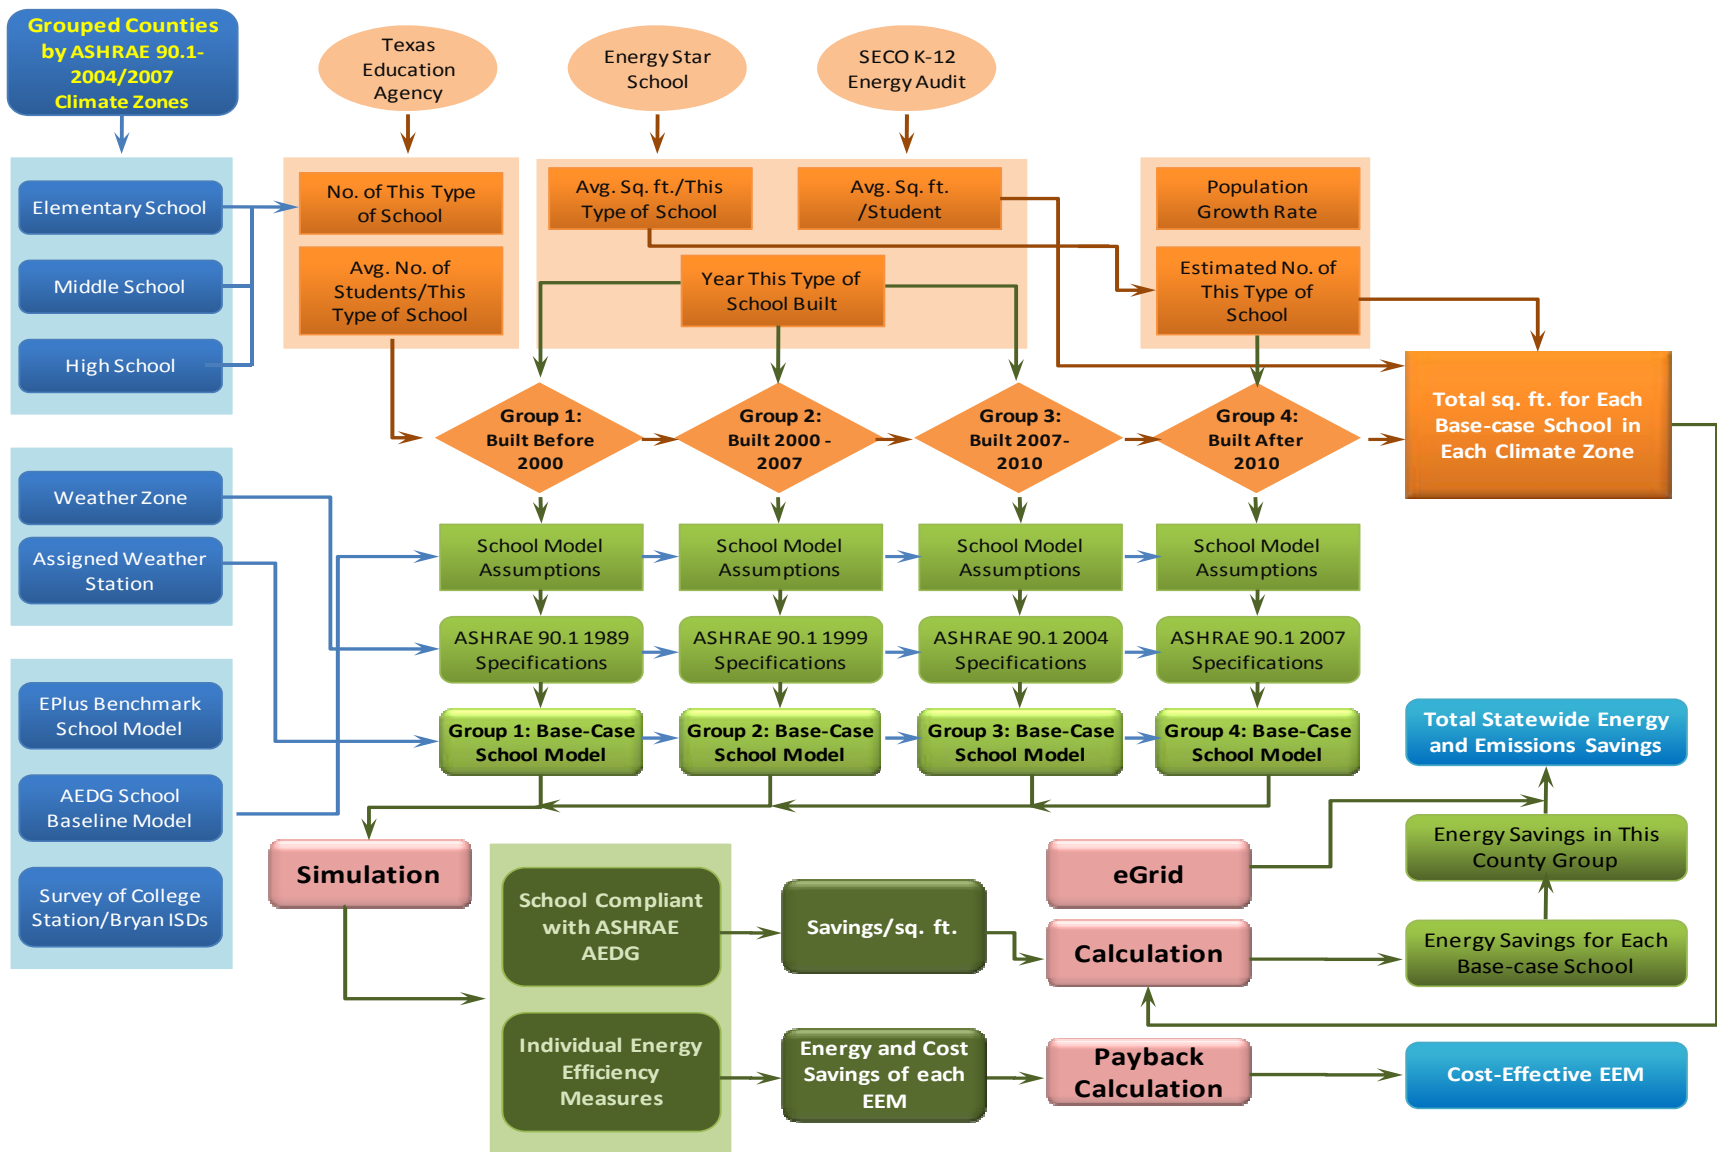 Grouped Counties
by ASHRAE 90.1-
2004/2007
Climate Zones
Texas
Education
Agency
Energy Star
School
SECO K-12
Energy Audit
Elementary School
Middle School
High School
No. of This Type
of School
Avg. No. of
Students/This
Type of School
Avg. Sq. ft./This
Type of School
Avg. Sq. ft.
/Student
Year This Type of
School Built
Population
Growth Rate
Estimated No. of
This Type of
School
Group 1:
Built Before
2000
Group 2:
Built 2000 -
2007
Group 3:
Built 2007-
2010
Group 4:
Built After
2010
Total sq. ft. for Each
Base-case School in
Each Climate Zone
Weather Zone
Assigned Weather
Station
School Model
Assumptions
School Model
Assumptions
School Model
Assumptions
School Model
Assumptions
ASHRAE 90.1 1989
Specifications
ASHRAE 90.1 1999
Specifications
ASHRAE 90.1 2004
Specifications
ASHRAE 90.1 2007
Specifications
EPlus Benchmark
School Model
AEDG School
Baseline Model
Survey of College
Station/Bryan ISDs
Group 1: Base-Case
School Model
Group 2: Base-Case
School Model
Group 3: Base-Case
School Model
Group 4: Base-Case
School Model
Total Statewide Energy
and Emissions Savings
Simulation
School Compliant
with ASHRAE
AEDG
Savings/sq. ft.
eGrid
Energy Savings in This
County Group
Calculation
Energy Savings for Each
Base-case School
Individual Energy
Efficiency
Measures
Energy and Cost
Savings of each
EEM
Payback
Calculation
Cost-Effective EEM